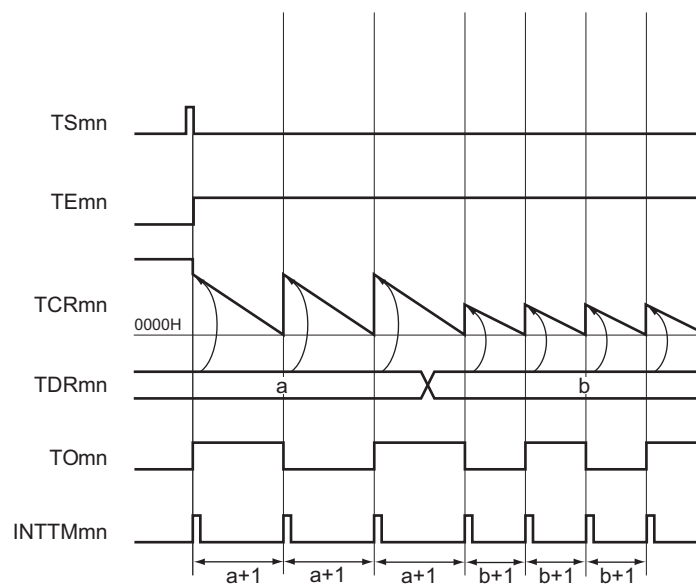 TSmn
TEmn
TCRmn
0000H
TDRmn
a
b
TOmn
INTTMmn
a+1
a+1
a+1
b+1
b+1
b+1